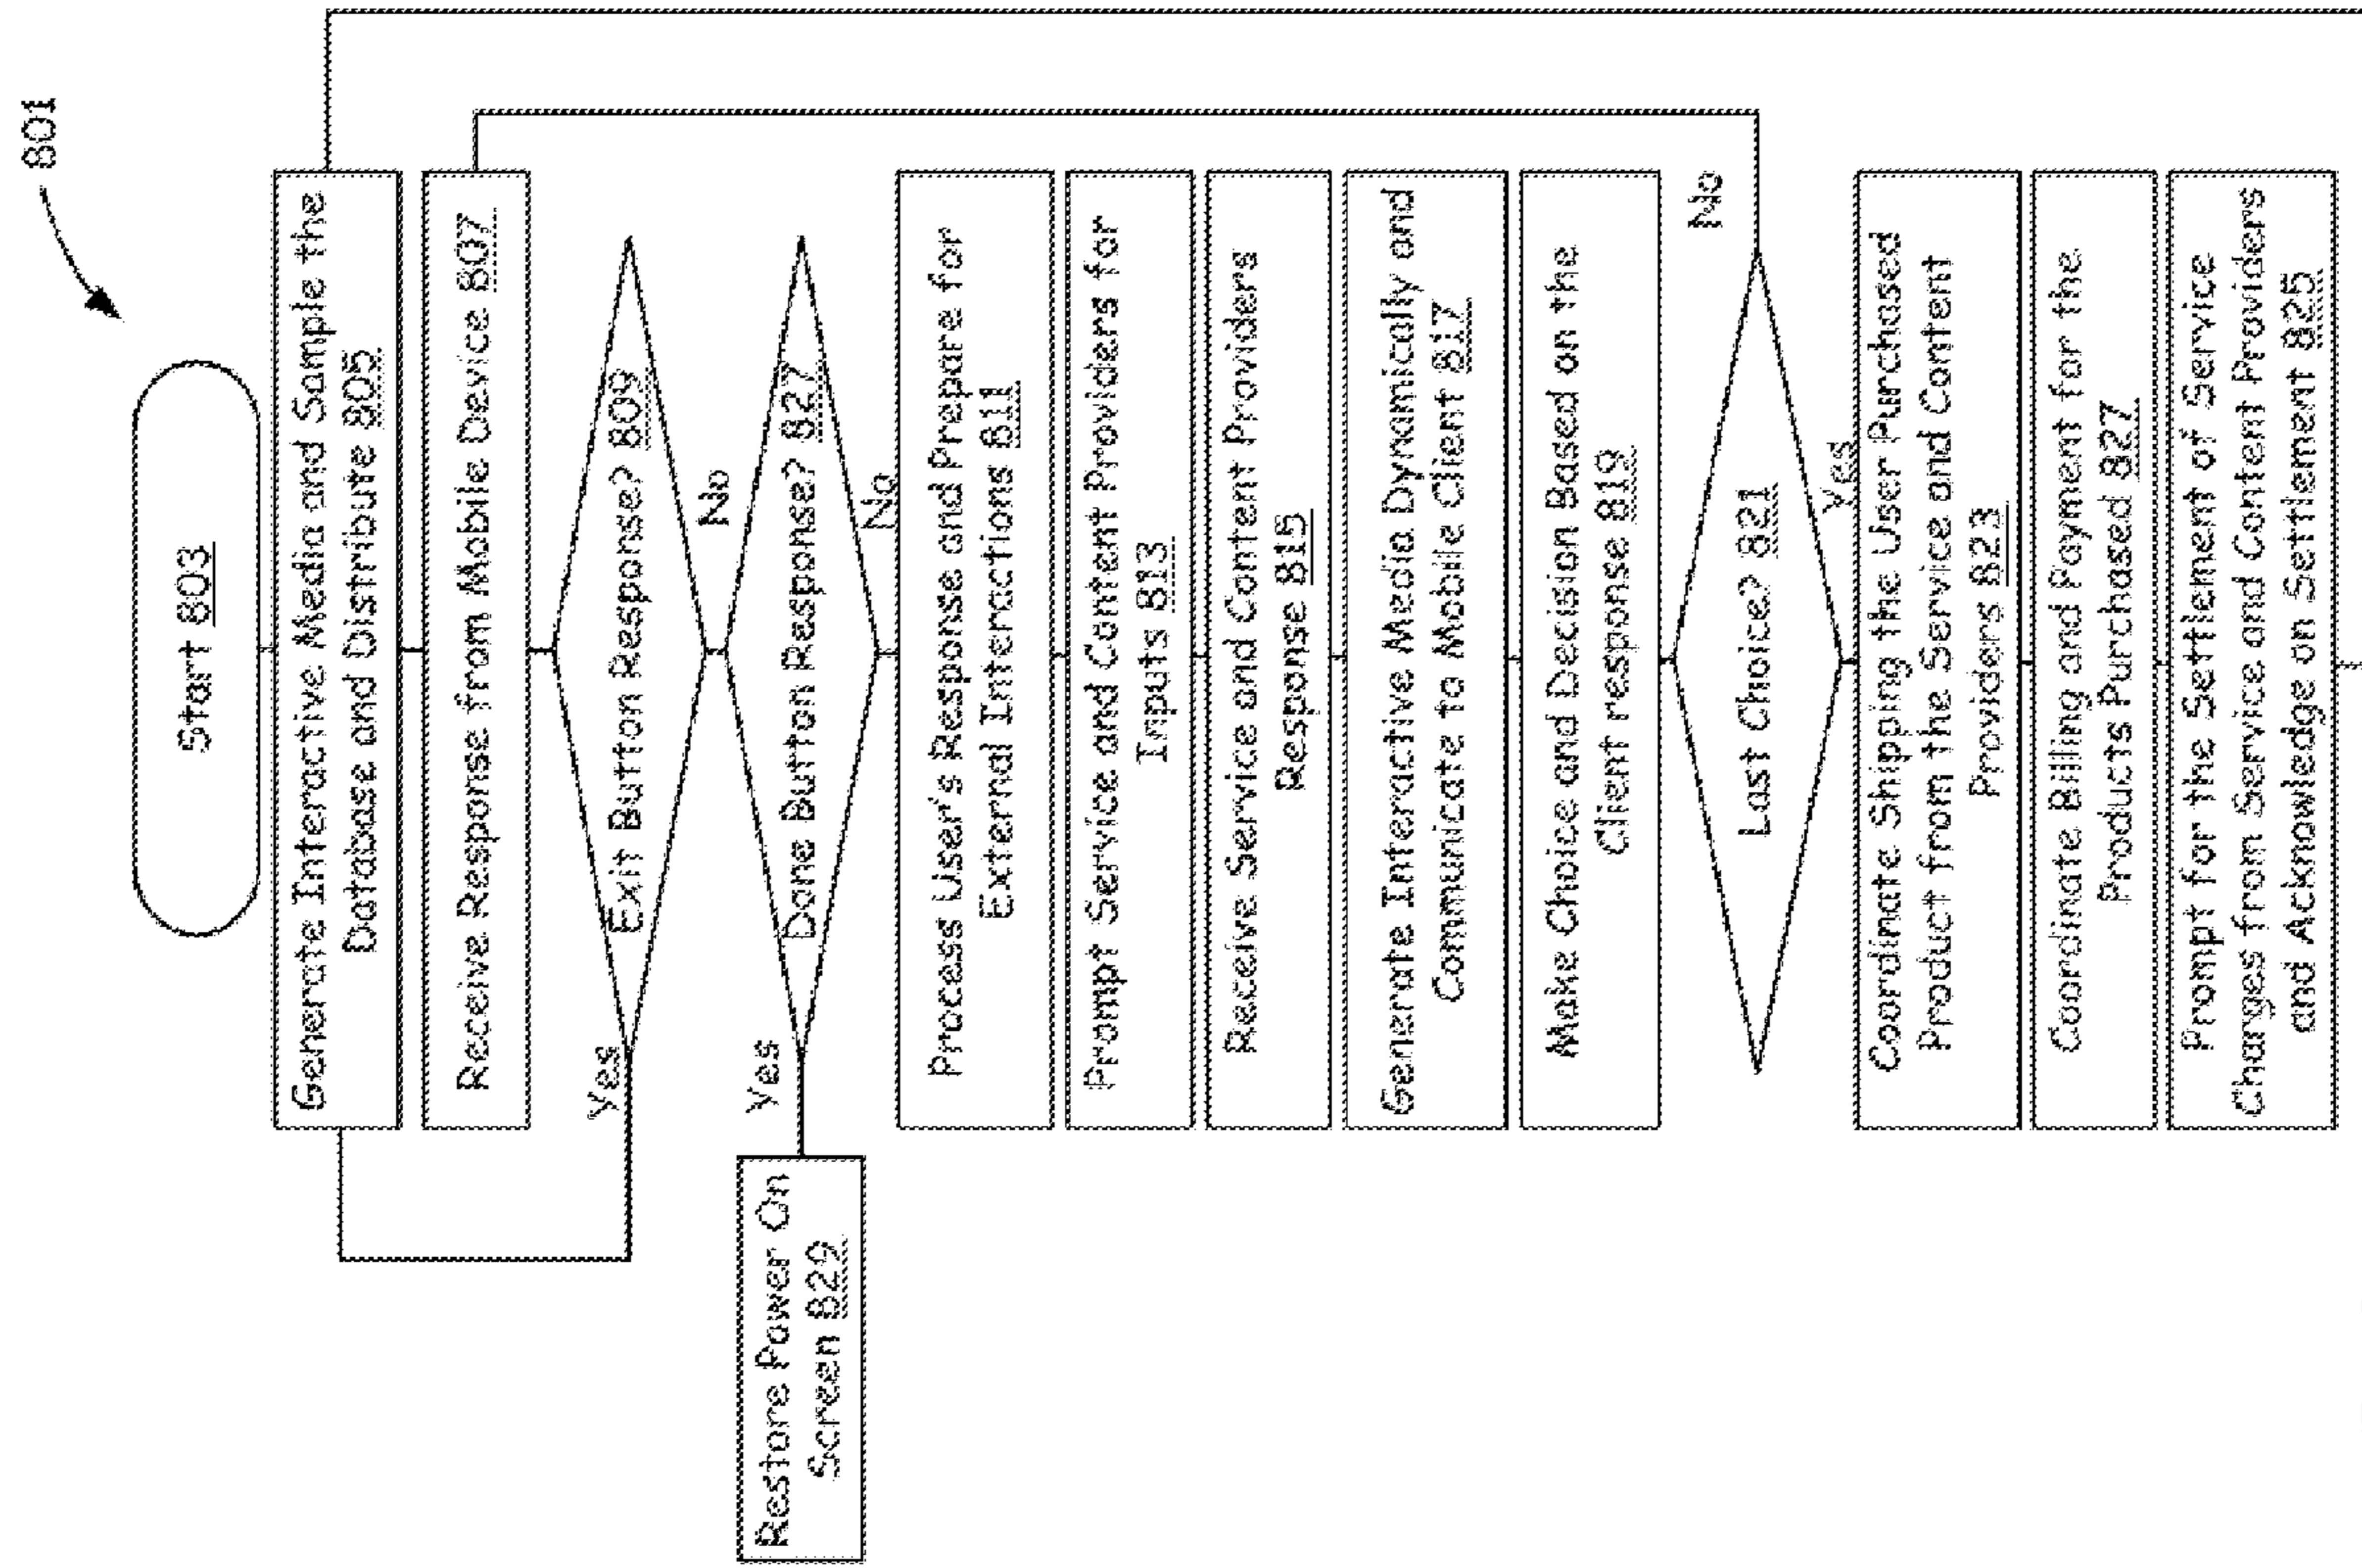 801
Start 803
Generate Interactive Media and Sample the
Database and Distribute 805
Receive Response from Mobile Device 807
Exit Button Response? 809
Yes
No
Done Button Response? 827
Yes
No
Restore Power On
Screen 829
Process User's Response and Prepare for
External Interactions 811
Prompt Service and Content Providers for
Inputs 813
Receive Service and Content Providers
Response 815
Generate Interactive Media Dynamically and
Communicate to Mobile Client 817
Make Choice and Decision Based on the
Client response 819
Last Choice? 821
No
Yes
Coordinate Shipping the User Purchased
Product from the Service and Content
Providers 823
Coordinate Billing and Payment for the
Products Purchased 827
Prompt for the Settlement of Service
Charges from Service and Content Providers
and Acknowledge on Settlement 825